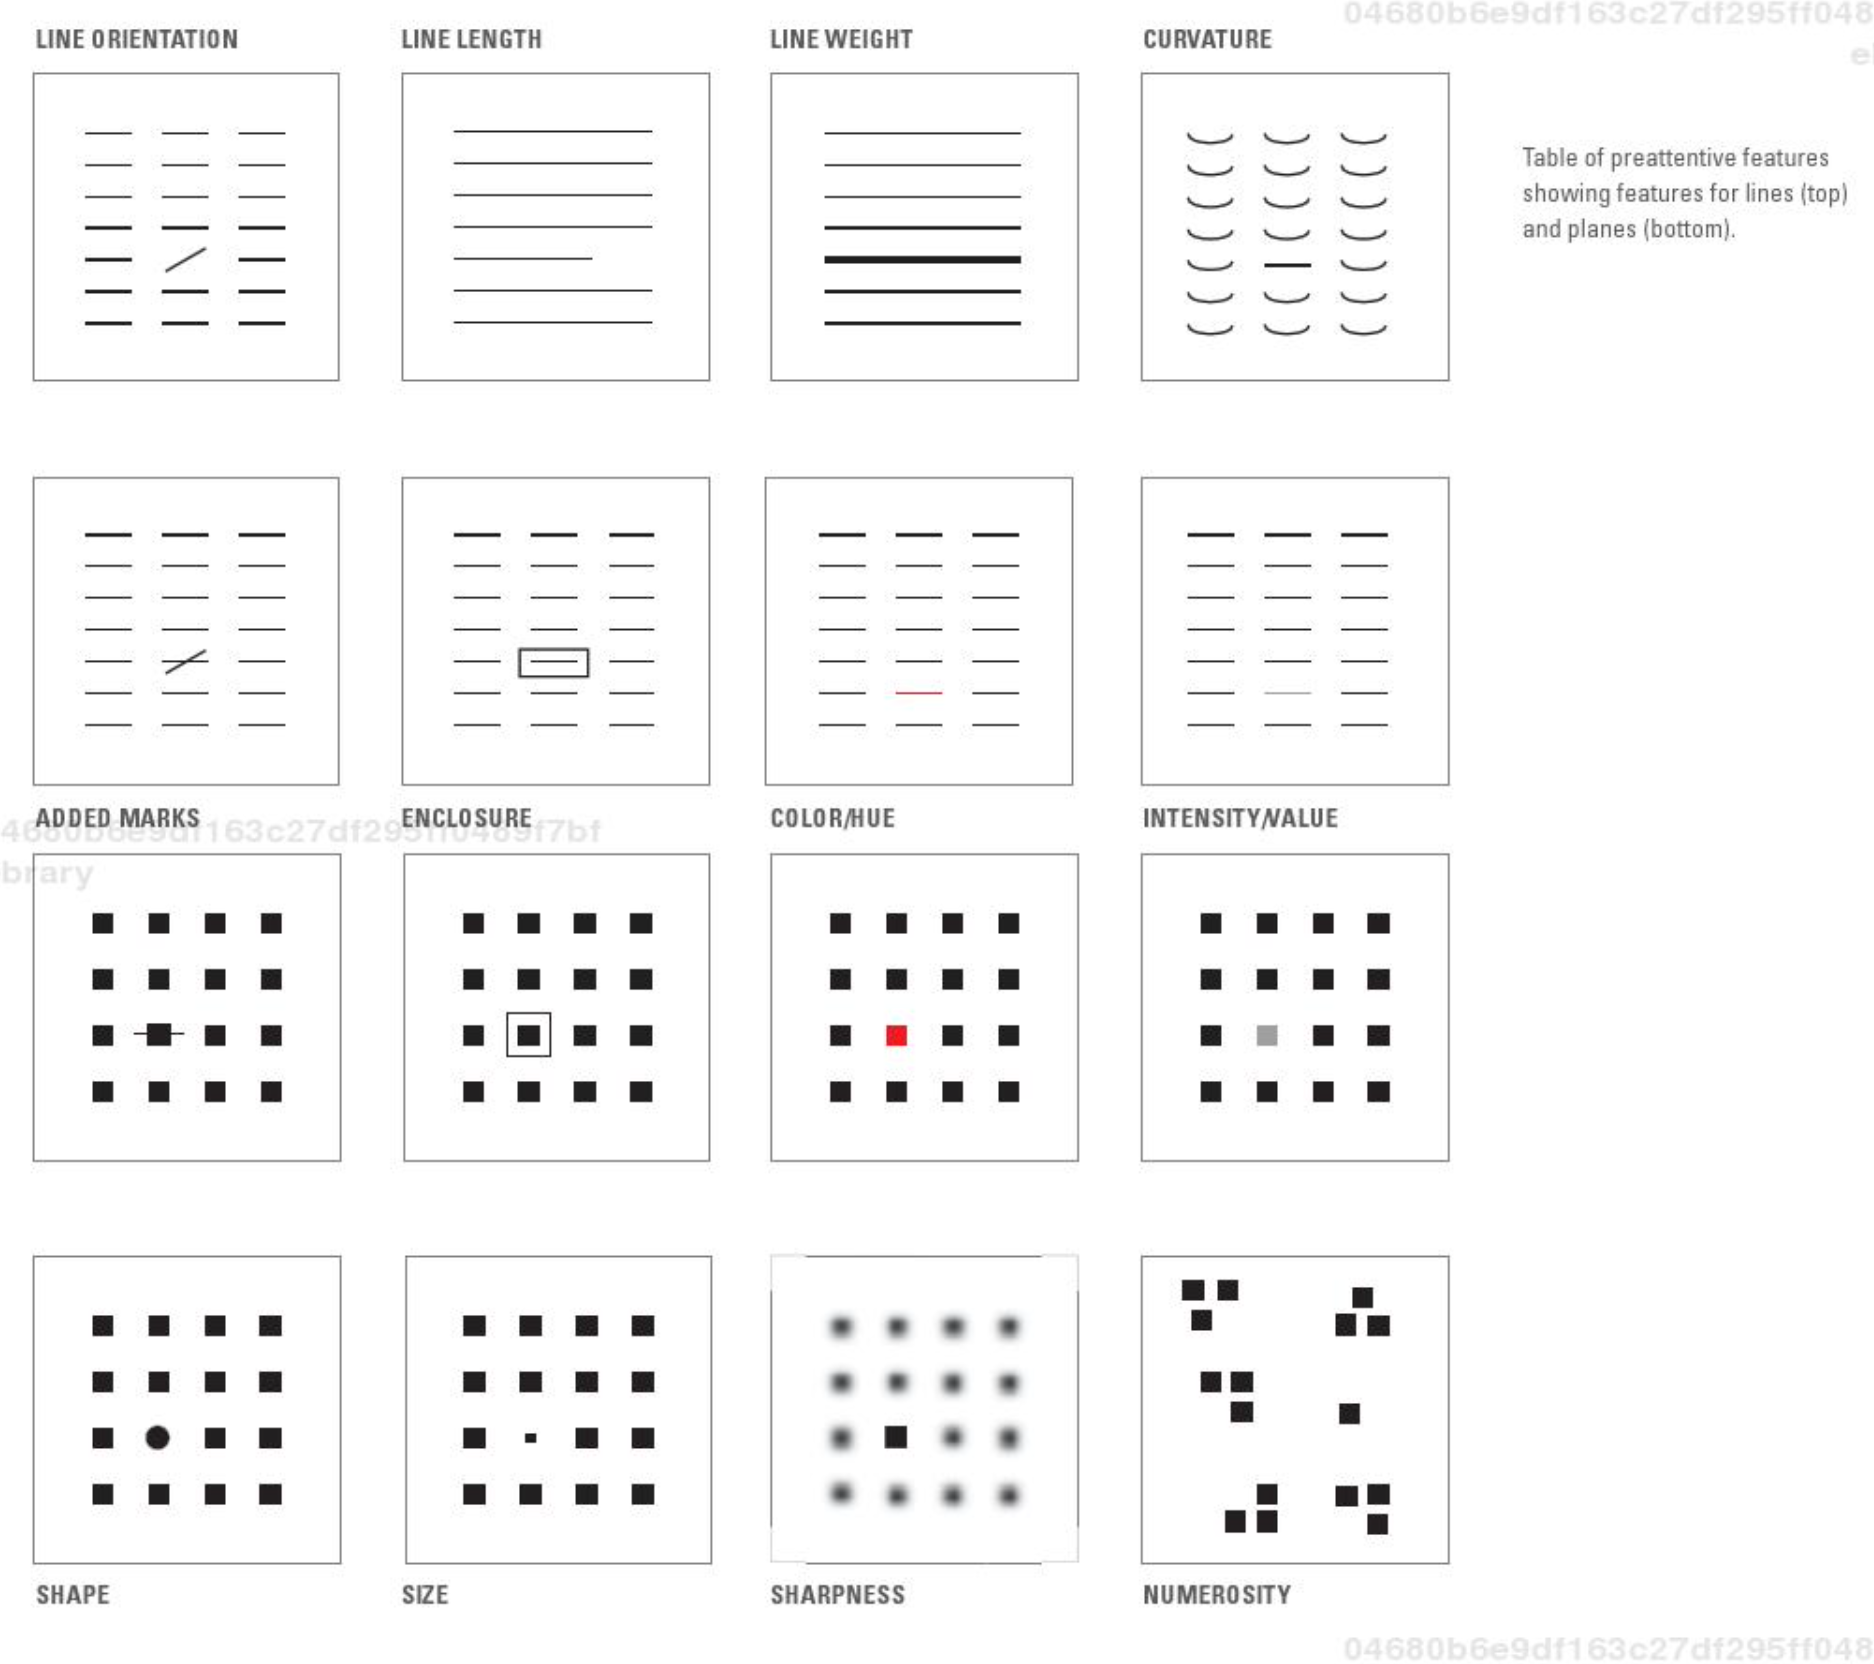 04680b6e9df163c27df295ff048
LINE ORIENTATION
LINE LENGTH
LINE WEIGHT
CURVATURE
Table of preattentive features
showing features for lines (top)
and planes (bottom).
ADDED MARKS
ENCLOSURE
COLOR/HUE
INTENSITY/VALUE
4680b6e9df163c27df295ff0489f7bf
brary
SHAPE
SIZE
SHARPNESS
NUMEROSITY
04680b6e9df163c27df295ff048